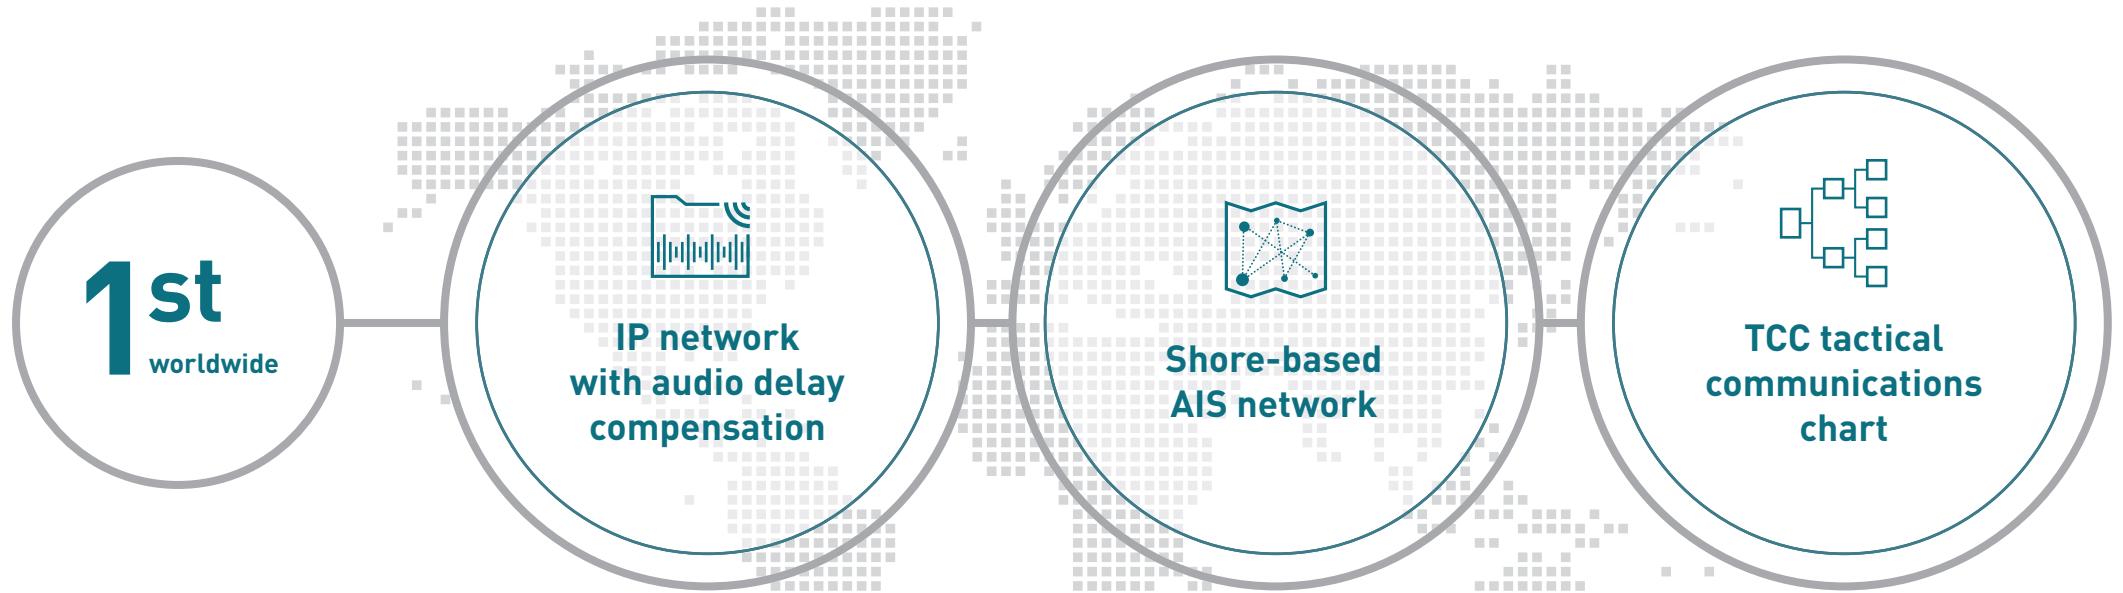 1st
worldwide
IP network
with audio delay
compensation
Shore-based
AIS network
TCC tactical
communications
chart